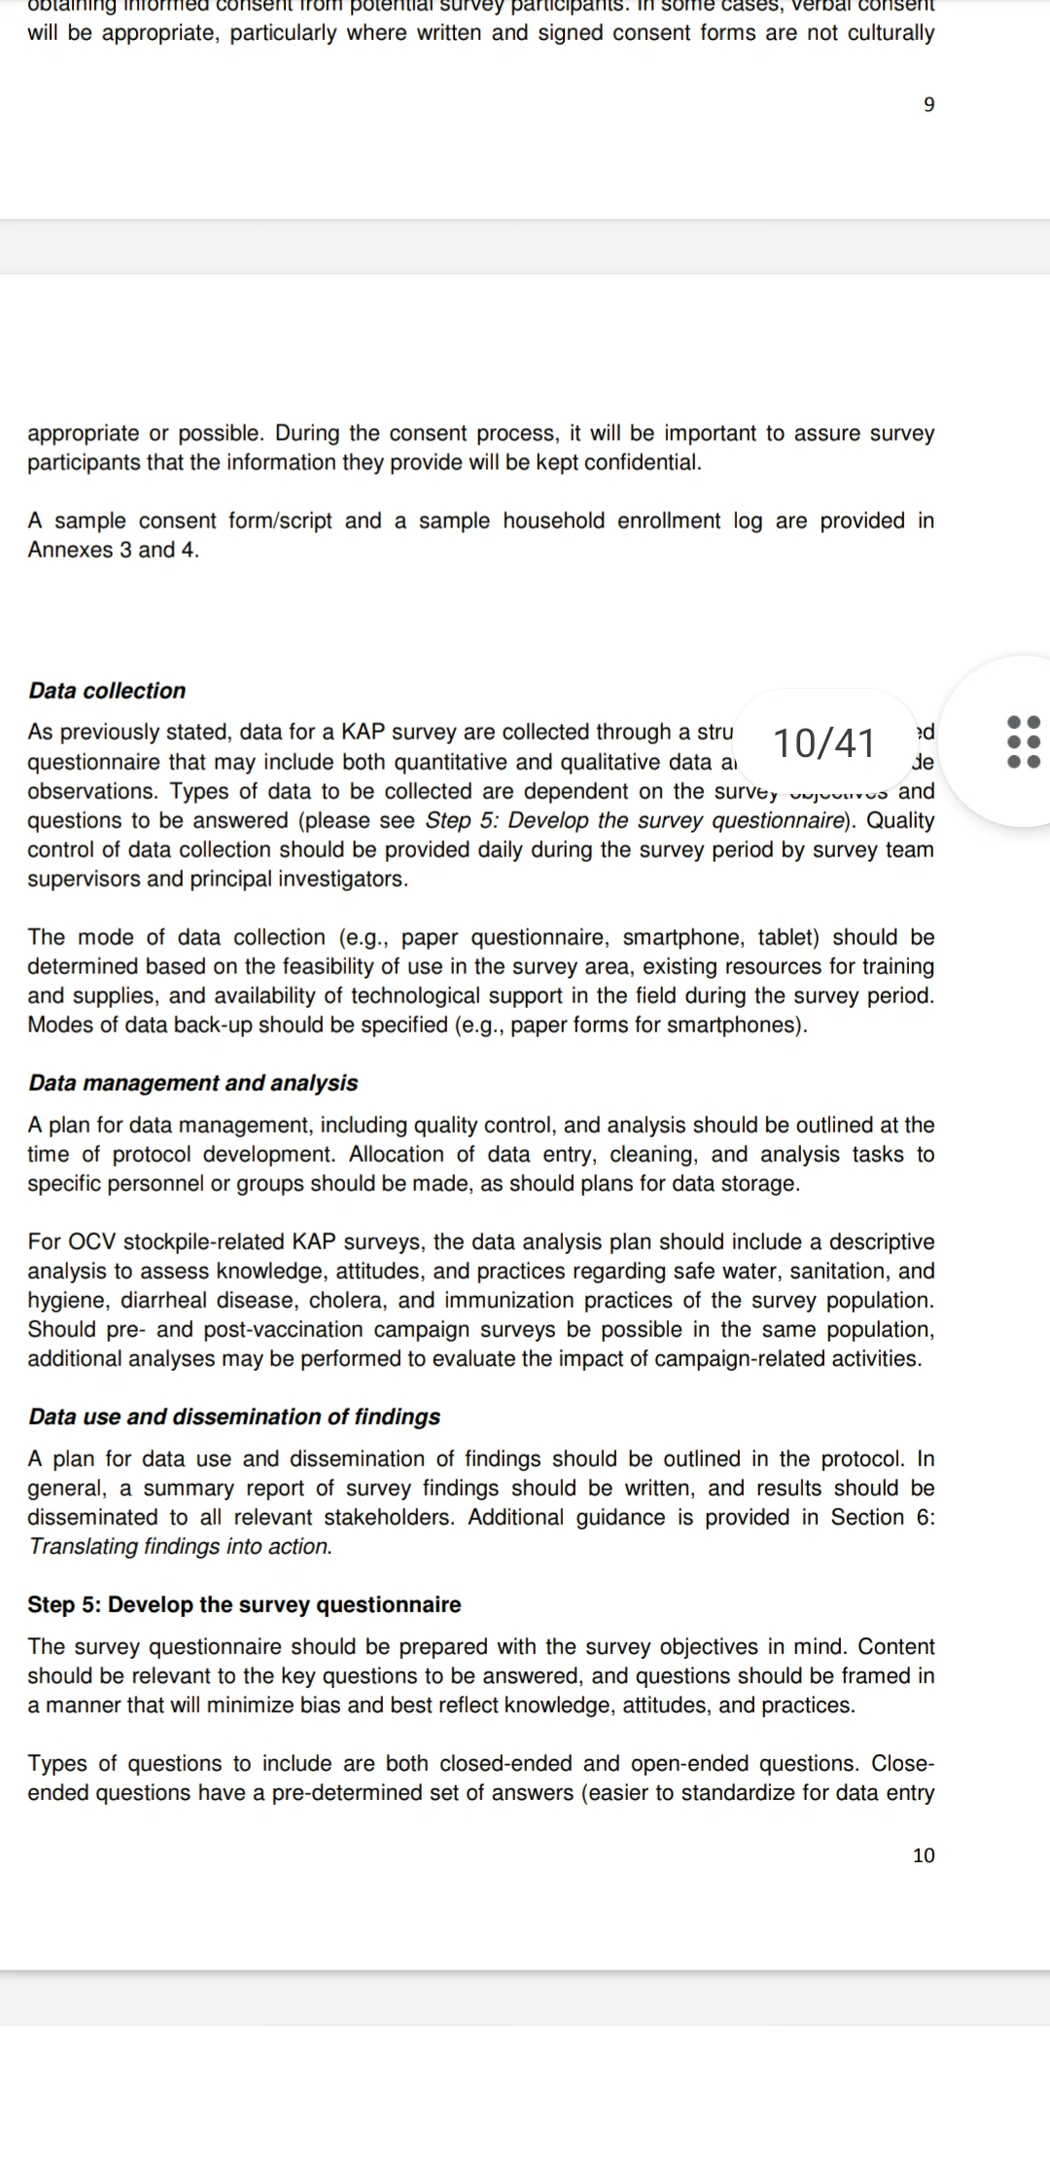 obtaining informed consent from potential survey participants. In some cases, verbal consent
will be appropriate, particularly where written and signed consent forms are not culturally
9
appropriate or possible. During the consent process, it will be important to assure survey
participants that the information they provide will be kept confidential.
A sample consent form/script and a sample household enrollment log are provided in
Annexes 3 and 4.
Data collection
As previously stated, data for a KAP survey are collected through a
10/41
questionnaire that may include both quantitative and qualitative data
observations. Types of data to be collected are dependent on the survey objectives and
questions to be answered (please see Step 5: Develop the survey questionnaire). Quality
control of data collection should be provided daily during the survey period by survey team
supervisors and principal investigators.
The mode of data collection (e.g., paper questionnaire, smartphone, tablet) should be
determined based on the feasibility of use in the survey area, existing resources for training
and supplies, and availability of technological support in the field during the survey period.
Modes of data back-up should be specified (e.g., paper forms for smartphones).
Data management and analysis
A plan for data management, including quality control, and analysis should be outlined at the
time of protocol development. Allocation of data entry, cleaning, and analysis tasks to
specific personnel or groups should be made, as should plans for data storage.
For OCV stockpile-related KAP surveys, the data analysis plan should include a descriptive
analysis to assess knowledge, attitudes, and practices regarding safe water, sanitation, and
hygiene, diarrheal disease, cholera, and immunization practices of the survey population.
Should pre- and post-vaccination campaign surveys be possible in the same population,
additional analyses may be performed to evaluate the impact of campaign-related activities.
Data use and dissemination of findings
A plan for data use and dissemination of findings should be outlined in the protocol. In
general, a summary report of survey findings should be written, and results should be
disseminated to all relevant stakeholders. Additional guidance is provided in Section 6:
Translating findings into action.
Step 5: Develop the survey questionnaire
The survey questionnaire should be prepared with the survey objectives in mind. Content
should be relevant to the key questions to be answered, and questions should be framed in
a manner that will minimize bias and best reflect knowledge, attitudes, and practices.
Types of questions to include are both closed-ended and open-ended questions. Close-
ended questions have a pre-determined set of answers (easier to standardize for data entry
10